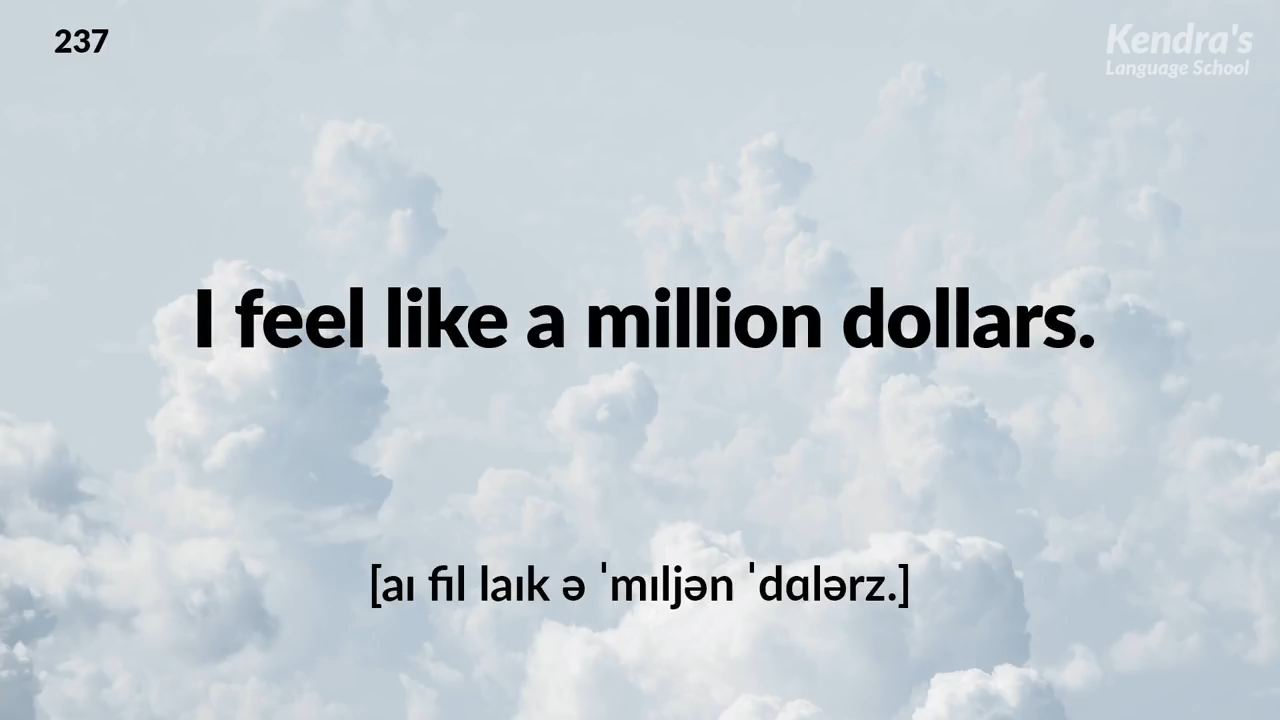 237
Kendra's
Language School
I feel like a million dollars.
[aɪ fil laɪk ə ˈmɪljən ˈdɑlərz.]